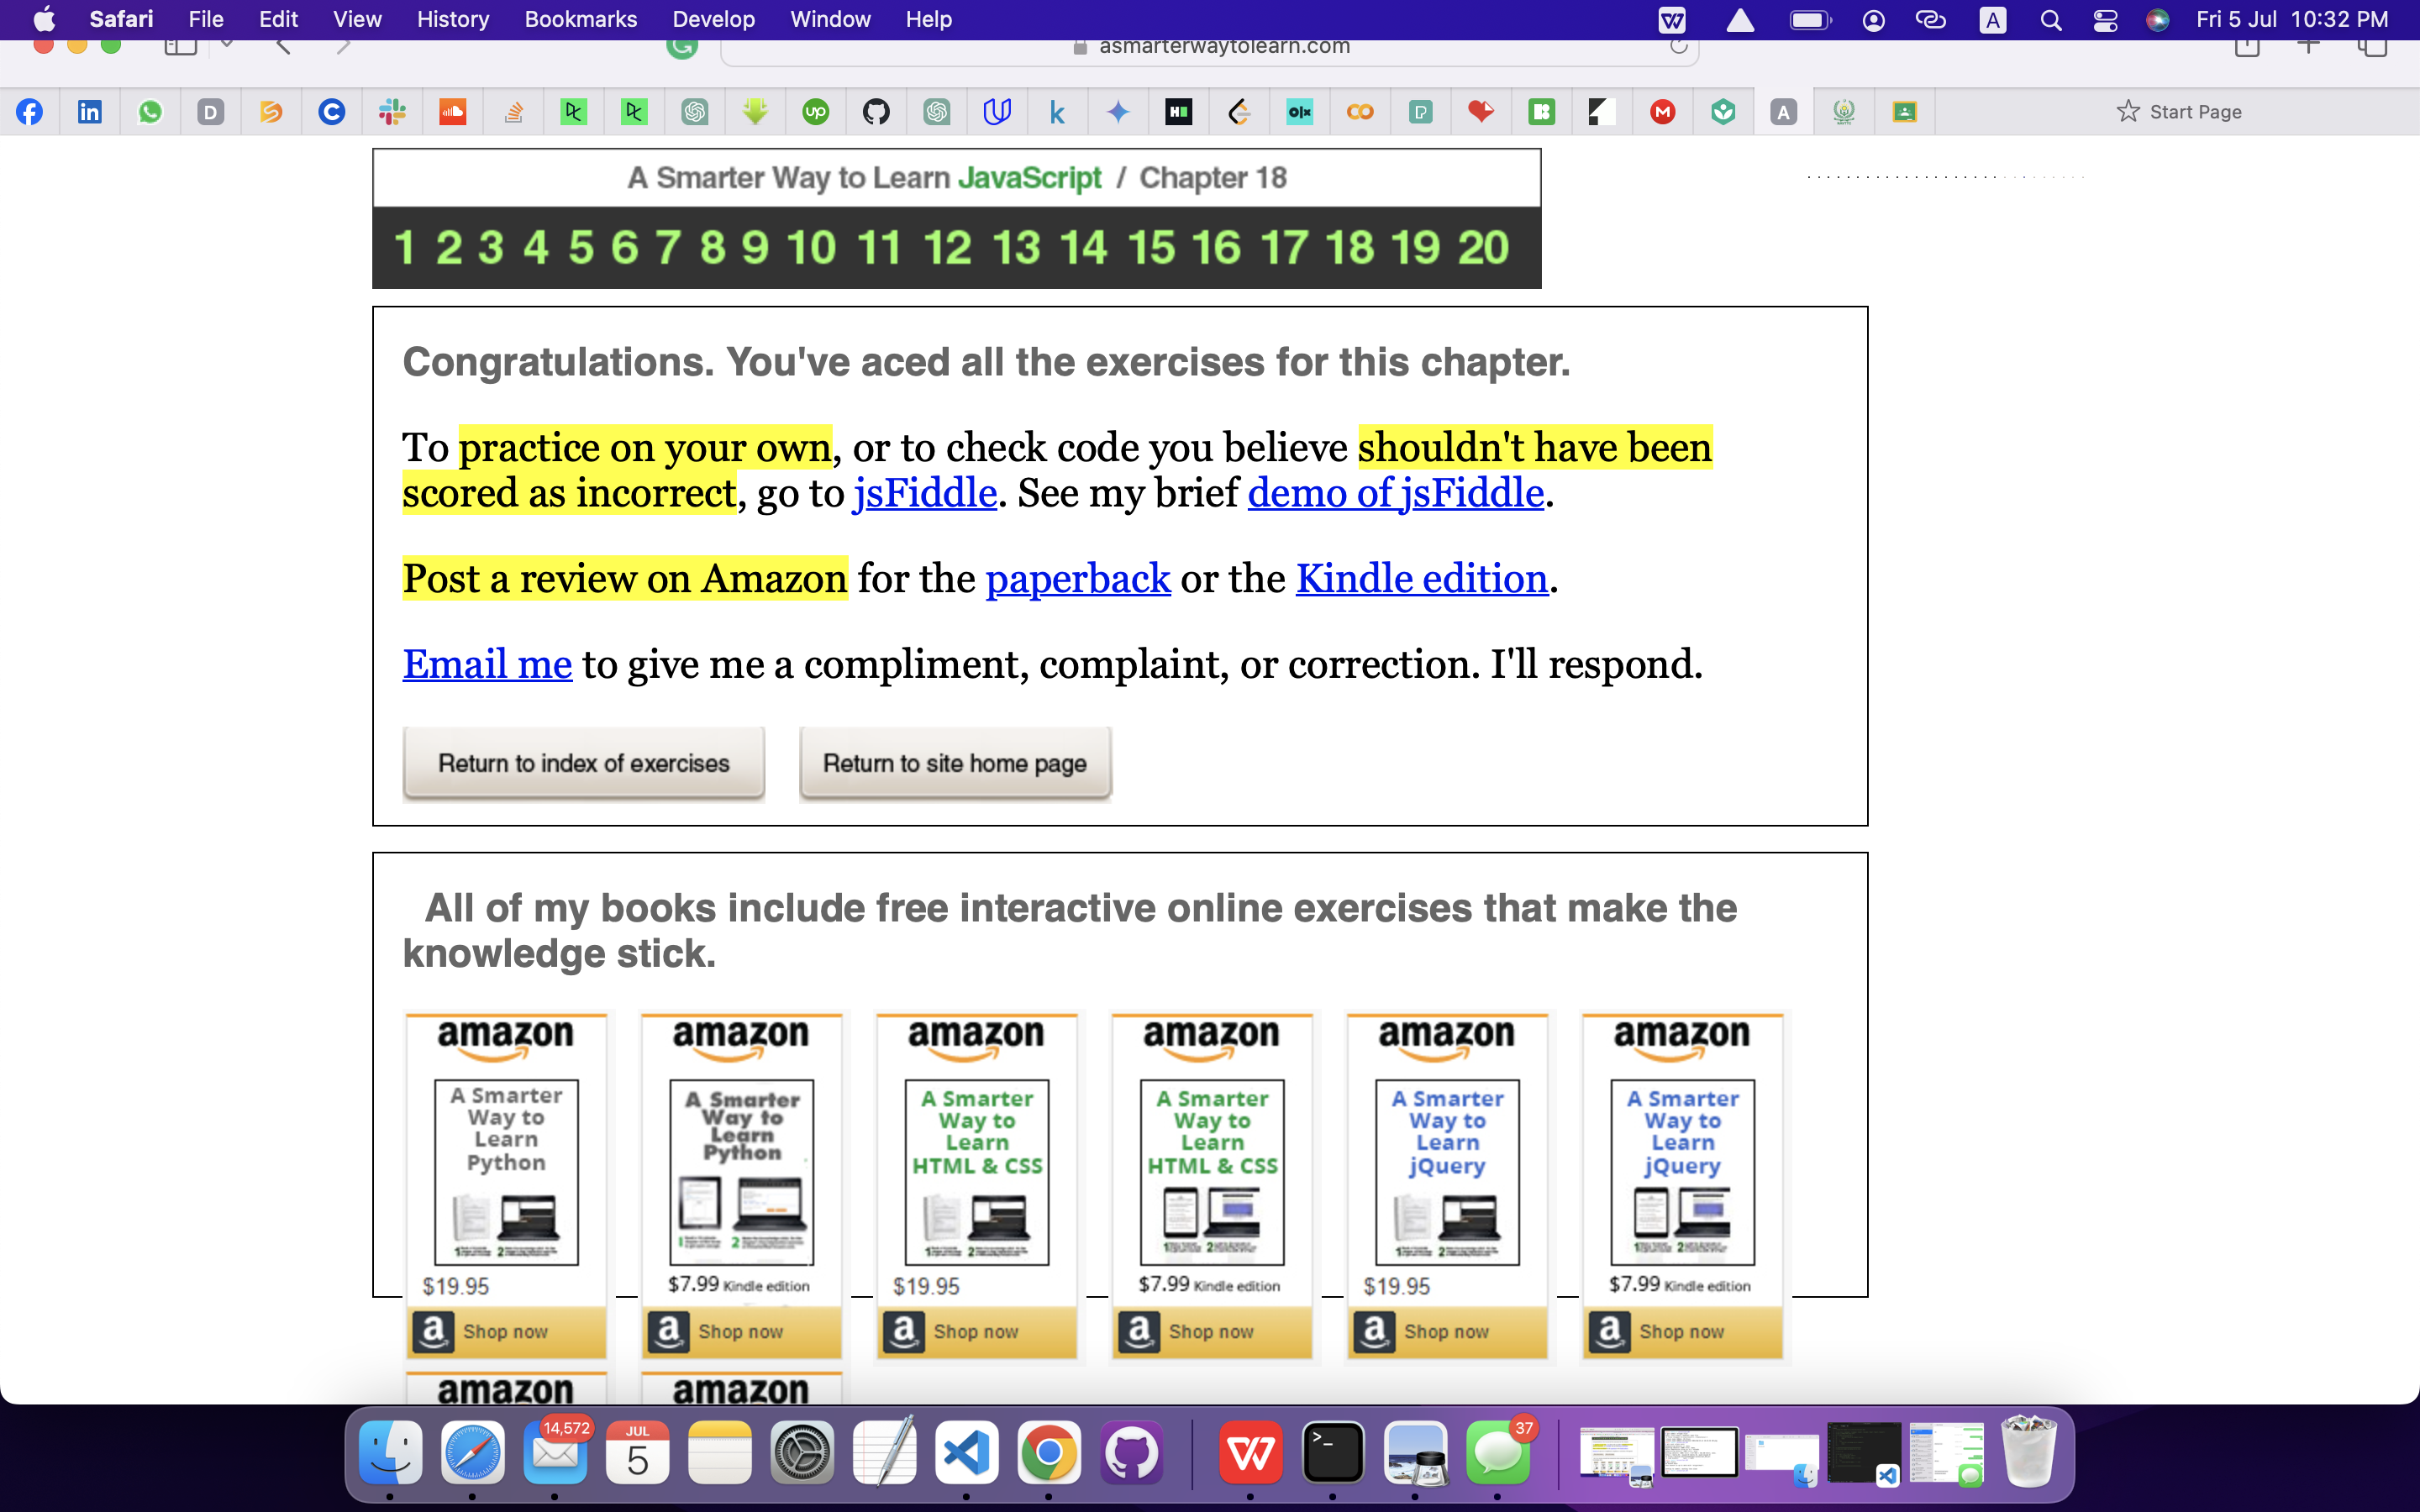 Safari File Edit View History Bookmarks Develop Window Help
W A Fri 5 Jul 10:32 PM
asmarterwaytolearn.com
Start Page
A Smarter Way to Learn JavaScript / Chapter 18
1 2 3 4 5 6 7 8 9 10 11 12 13 14 15 16 17 18 19 20
Congratulations. You've aced all the exercises for this chapter.
To practice on your own, or to check code you believe shouldn't have been
scored as incorrect, go to jsFiddle. See my brief demo of jsFiddle.
Post a review on Amazon for the paperback or the Kindle edition.
Email me to give me a compliment, complaint, or correction. I'll respond.
Return to index of exercises Return to site home page
All of my books include free interactive online exercises that make the
knowledge stick.
amazon amazon amazon amazon amazon amazon
A Smarter
Way to
Learn
Python
A Smarter
Way to
Learn
Python
A Smarter
Way to
Learn
HTML & CSS
A Smarter
Way to
Learn
HTML & CSS
A Smarter
Way to
Learn
jQuery
A Smarter
Way to
Learn
jQuery
$19.95 $7.99 Kindle edition $19.95 $7.99 Kindle edition $19.95 $7.99 Kindle edition
Shop now Shop now Shop now Shop now Shop now Shop now
amazon amazon
14,572 JUL 37
5